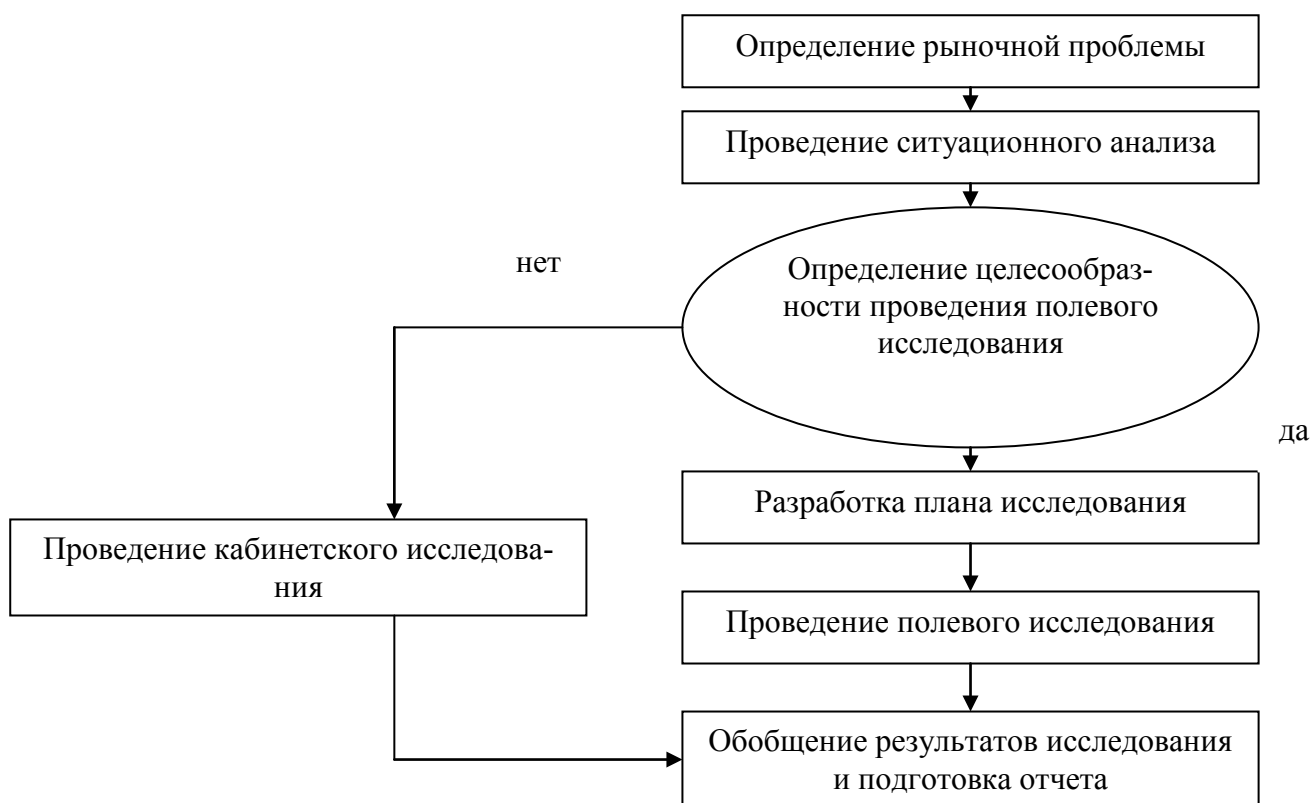 Определение рыночной проблемы
Проведение ситуационного анализа
нет
Определение целесообраз-
ности проведения полевого
исследования
да
Разработка плана исследования
Проведение кабинетского исследова-
ния
Проведение полевого исследования
Обобщение результатов исследования
и подготовка отчета